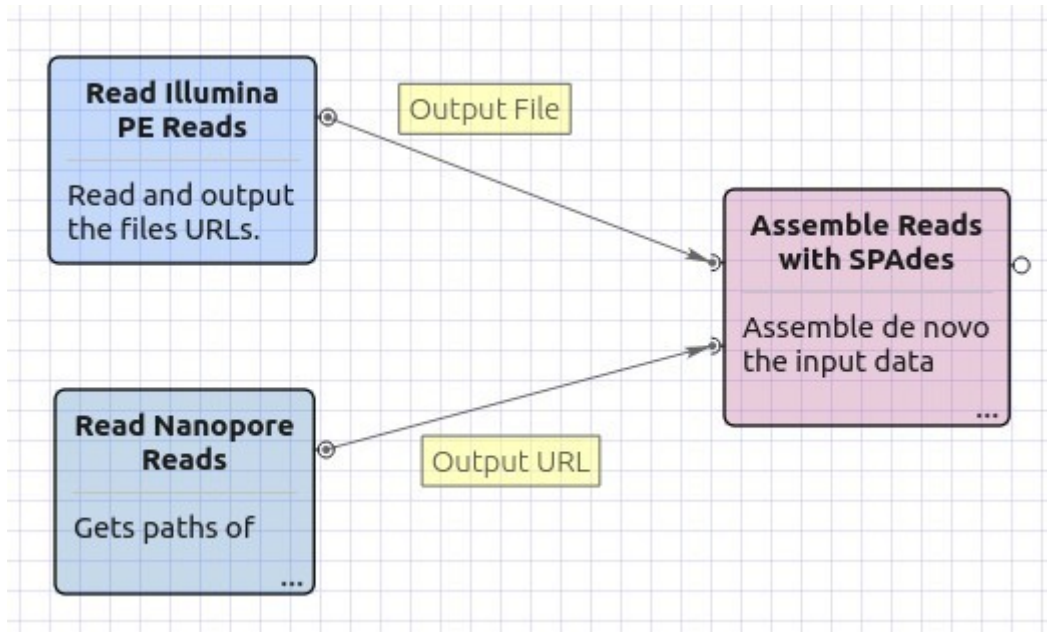 Read Illumina
PE Reads
Read and output
the files URLs.
Output File
Assemble Reads
with SPAdes
Assemble de novo
the input data
...
Read Nanopore
Reads
Gets paths of
...
Output URL